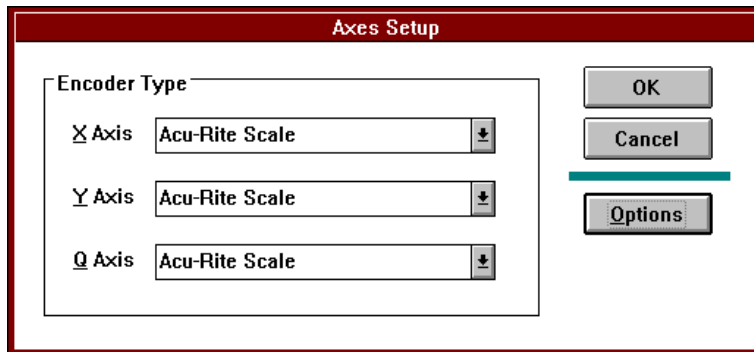 Axes Setup
Encoder Type
X Axis Acu-Rite Scale
Y Axis Acu-Rite Scale
Q Axis Acu-Rite Scale
OK
Cancel
Options